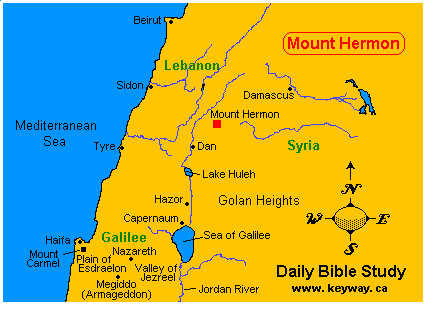 Beirut
Mount Hermon
Lebanon
Sidon
Damascus
Mount Hermon
Mediterranean
Sea
Tyre
Dan
Syria
Lake Huleh
Hazor
Golan Heights
N
Capernaum
W
E
Haifa
Galilee
Sea of Galilee
S
Mount
Carmel
Nazareth
Plain of
Esdraelon
Valley of
Jezreel
Megiddo
(Armageddon)
Jordan River
Daily Bible Study
www.keyway.ca